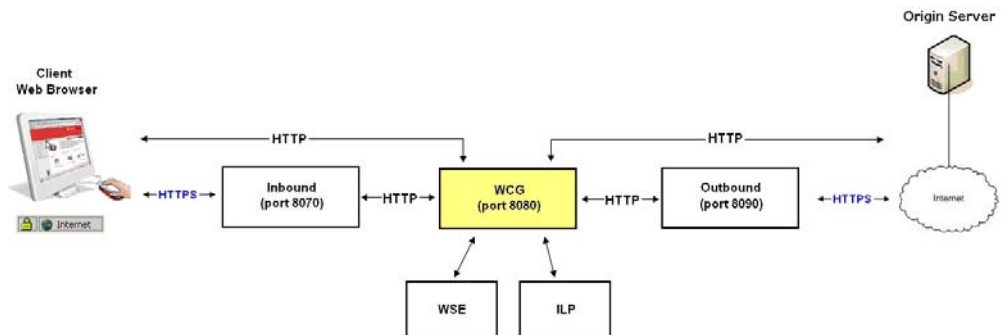 Origin Server
Client
Web Browser
HTTP
HTTP
HTTPS
Inbound
(port 8070)
HTTP
WCG
(port 8080)
HTTP
Outbound
(port 8090)
HTTPS
Internet
Internet
WSE
ILP